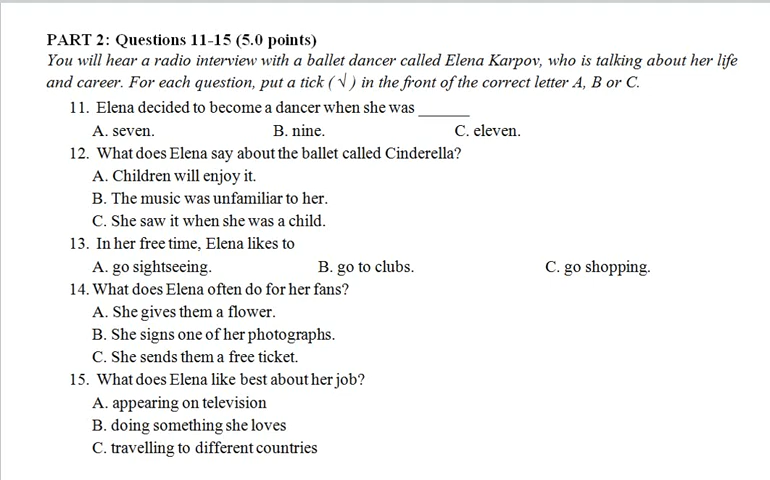 PART 2: Questions 11-15 (5.0 points)
You will hear a radio interview with a ballet dancer called Elena Karpov, who is talking about her life
and career. For each question, put a tick (√) in the front of the correct letter A, B or C.
11. Elena decided to become a dancer when she was ______
A. seven. B. nine. C. eleven.
12. What does Elena say about the ballet called Cinderella?
A. Children will enjoy it.
B. The music was unfamiliar to her.
C. She saw it when she was a child.
13. In her free time, Elena likes to
A. go sightseeing. B. go to clubs. C. go shopping.
14. What does Elena often do for her fans?
A. She gives them a flower.
B. She signs one of her photographs.
C. She sends them a free ticket.
15. What does Elena like best about her job?
A. appearing on television
B. doing something she loves
C. travelling to different countries